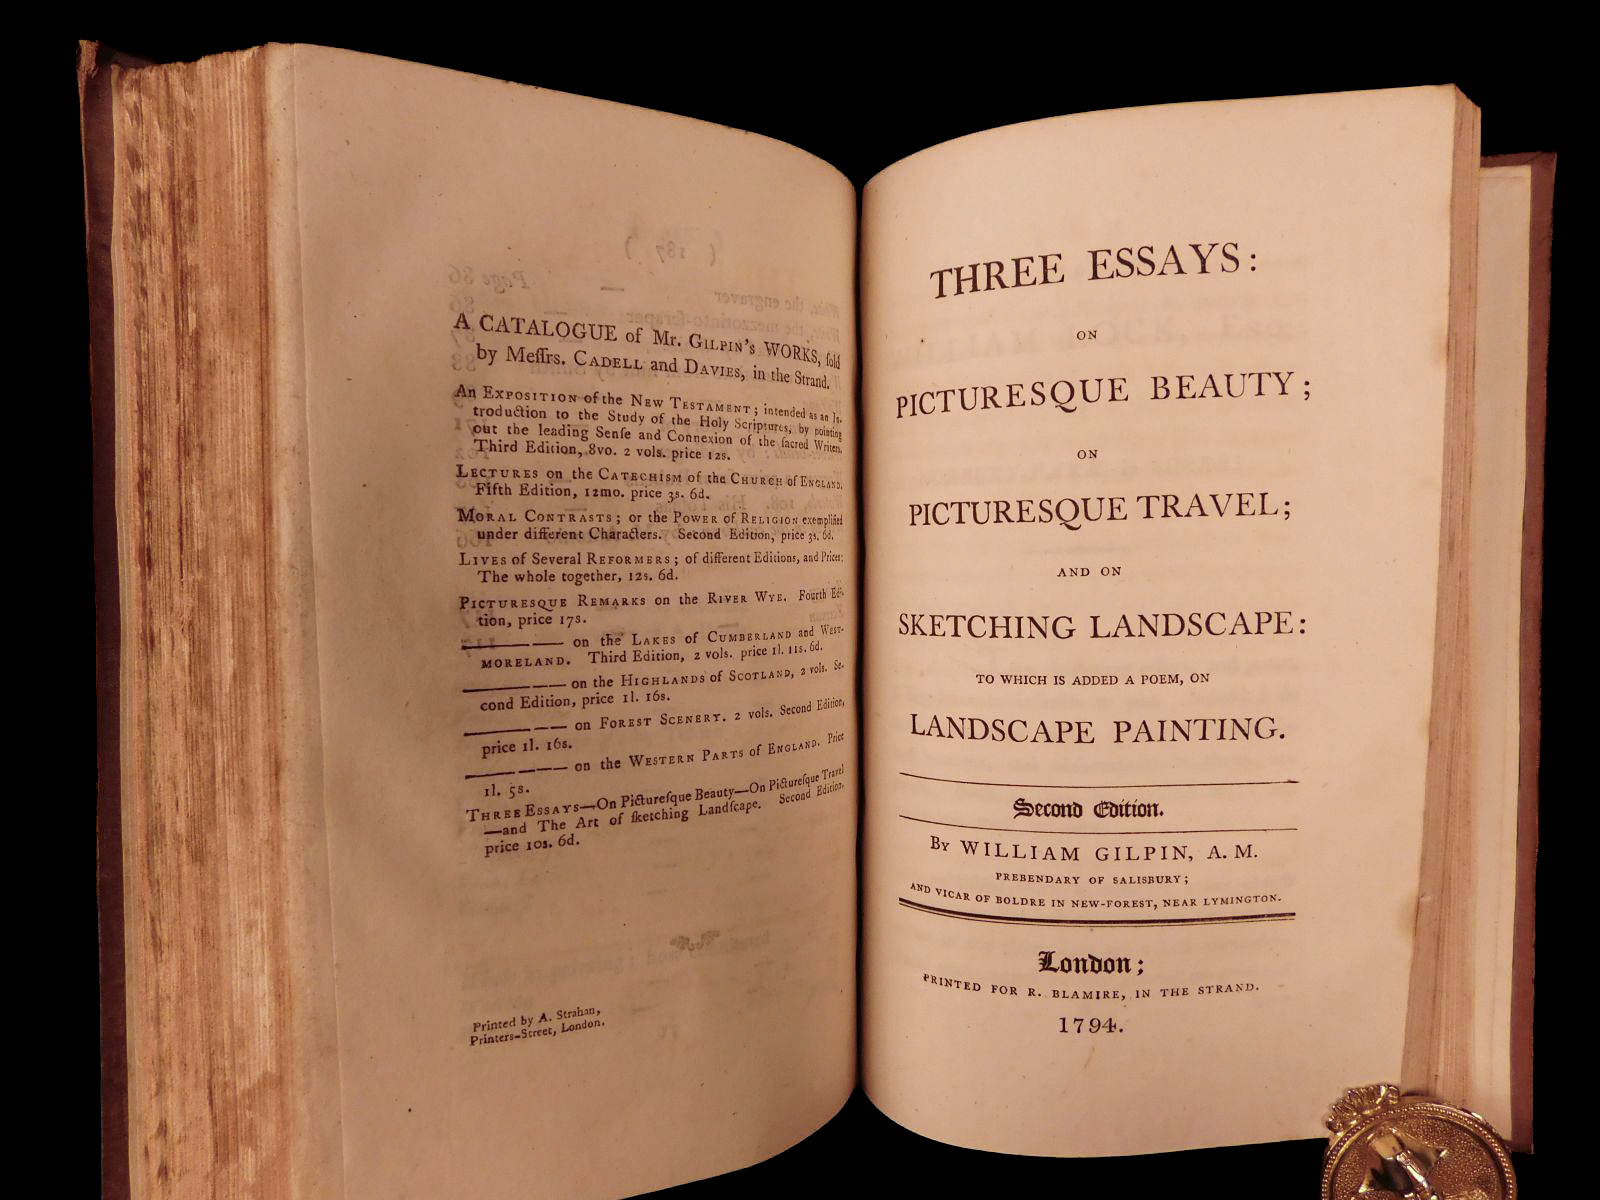 A CATALOGUE of Mr. GILPIN's WORKS, ſold
by Meſſrs. CADELL and DAVIES, in the Strand.
An EXPOSITION of the NEW TESTAMENT; intended as an In-
troduction to the Study of the Holy Scriptures, by pointing
out the leading Senſe and Connexion of the ſacred Writers.
Third Edition, 8vo. 2 vols. price 12s.
LECTURES on the CATECHISM of the CHURCH of ENGLAND.
Fifth Edition, 12mo. price 3s. 6d.
MORAL CONTRASTS; or the POWER of RELIGION exemplified
under different Characters. Second Edition, price 3s. 6d.
LIVES of Several REFORMERS; of different Editions, and Prices;
The whole together, 12s. 6d.
PICTURESQUE REMARKS on the RIVER WYE. Fourth Edi-
tion, price 17s.
———— on the LAKES of CUMBERLAND and WEST-
MORELAND. Third Edition, 2 vols. price 1l. 11s. 6d.
———— on the HIGHLANDS of SCOTLAND, 2 vols. Se-
cond Edition, price 1l. 16s.
———— on FOREST SCENERY. 2 vols. Second Edition,
price 1l. 16s.
———— on the WESTERN PARTS of ENGLAND. Price
1l. 5s.
THREE ESSAYS—On Pictureſque Beauty—On Pictureſque Travel
—and The Art of ſketching Landſcape. Second Edition,
price 10s. 6d.
Printed by A. Strahan,
Printers-Street, London.
THREE ESSAYS:
ON
PICTURESQUE BEAUTY;
ON
PICTURESQUE TRAVEL;
AND ON
SKETCHING LANDSCAPE:
TO WHICH IS ADDED A POEM, ON
LANDSCAPE PAINTING.
Second Edition.
By WILLIAM GILPIN, A. M.
PREBENDARY OF SALISBURY;
AND VICAR OF BOLDRE IN NEW-FOREST, NEAR LYMINGTON.
London;
PRINTED FOR R. BLAMIRE, IN THE STRAND.
1794.